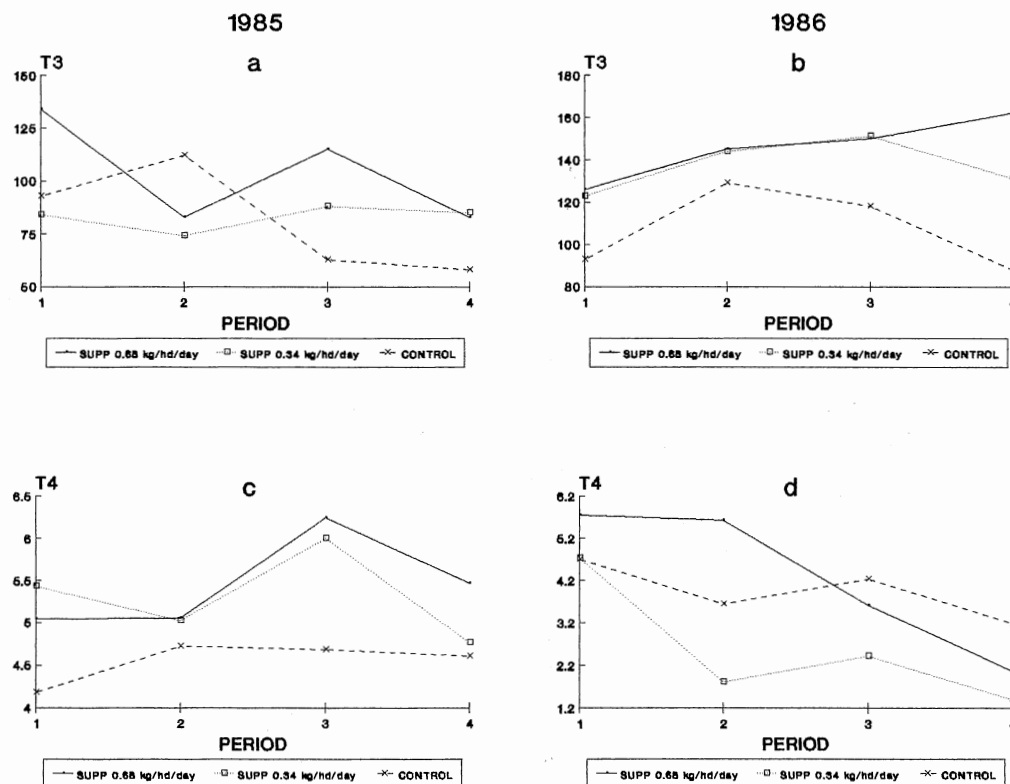 1985
1986
T3
a
150
125
100
75
50
1
2
3
4
PERIOD
SUPP 0.68 kg/hd/day
SUPP 0.34 kg/hd/day
CONTROL
T3
b
180
160
140
120
100
80
1
2
3
PERIOD
SUPP 0.68 kg/hd/day
SUPP 0.34 kg/hd/day
CONTROL
T4
c
6.5
6
5.5
5
4.5
4
1
2
3
4
PERIOD
SUPP 0.68 kg/hd/day
SUPP 0.34 kg/hd/day
CONTROL
T4
d
6.2
5.2
4.2
3.2
2.2
1.2
1
2
3
PERIOD
SUPP 0.68 kg/hd/day
SUPP 0.34 kg/hd/day
CONTROL